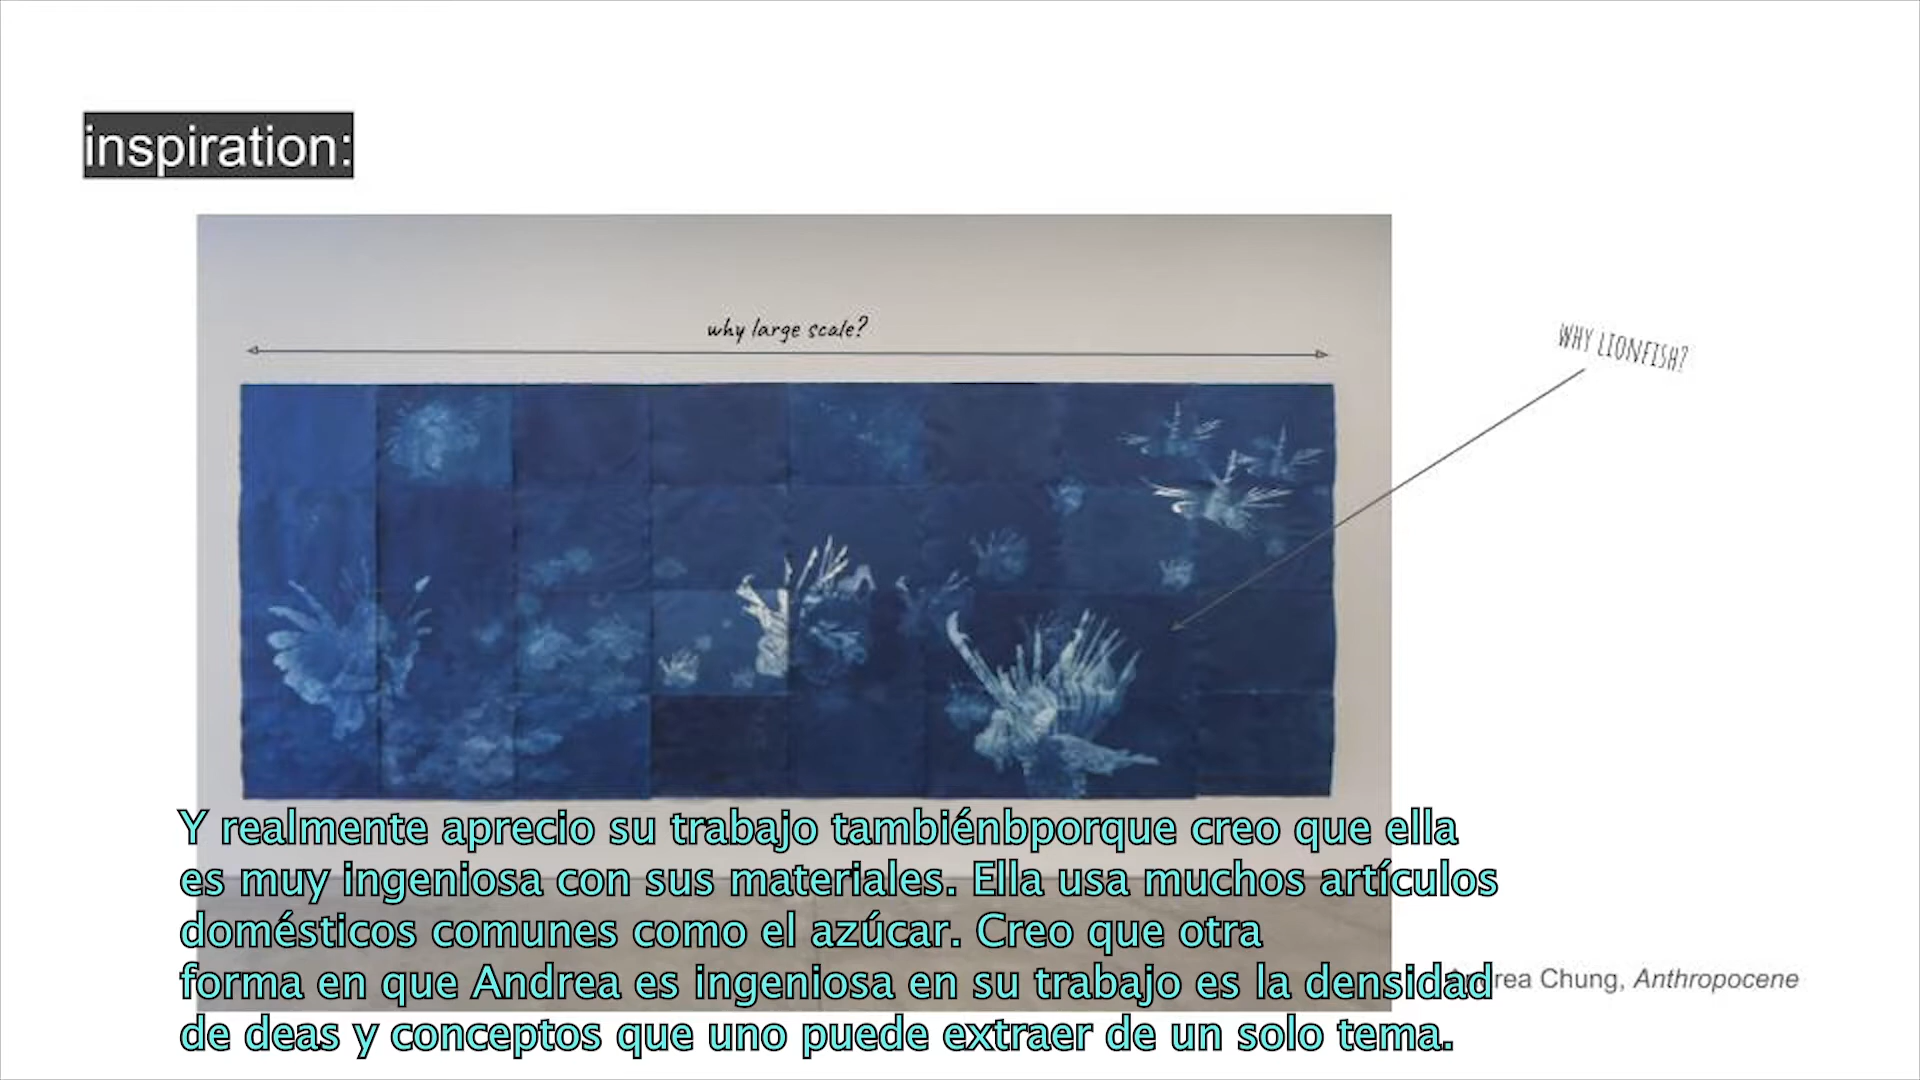 inspiration:
why large scale?
WHY LIONFISH?
Y realmente aprecio su trabajo tambiénbporque creo que ella
es muy ingeniosa con sus materiales. Ella usa muchos artículos
domésticos comunes como el azúcar. Creo que otra
forma en que Andrea es ingeniosa en su trabajo es la densidad
de deas y conceptos que uno puede extraer de un solo tema.
Chung, Anthropocene